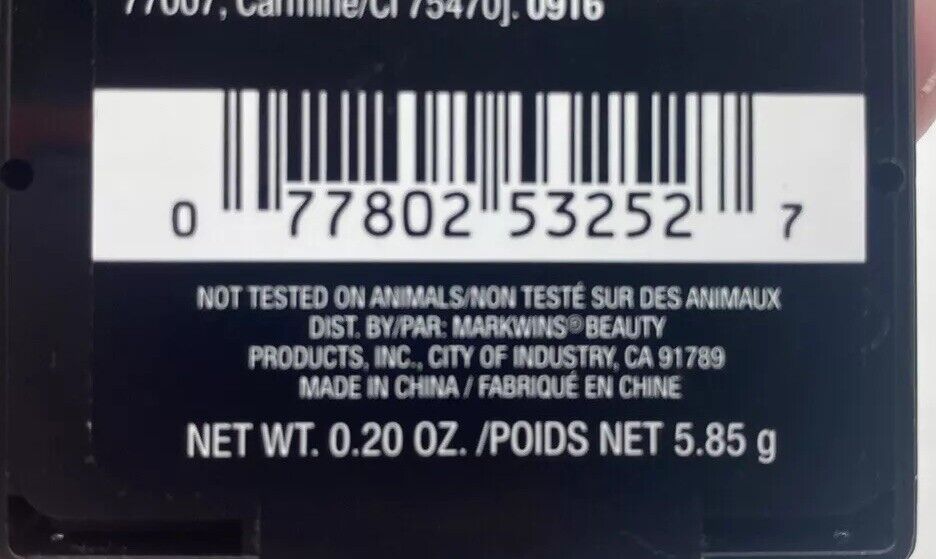 77007, Carmine/CI 75470]. 0916
0 77802 53252 7
NOT TESTED ON ANIMALS/NON TESTÉ SUR DES ANIMAUX
DIST. BY/PAR: MARKWINS® BEAUTY
PRODUCTS, INC., CITY OF INDUSTRY, CA 91789
MADE IN CHINA / FABRIQUÉ EN CHINE
NET WT. 0.20 OZ. /POIDS NET 5.85 g